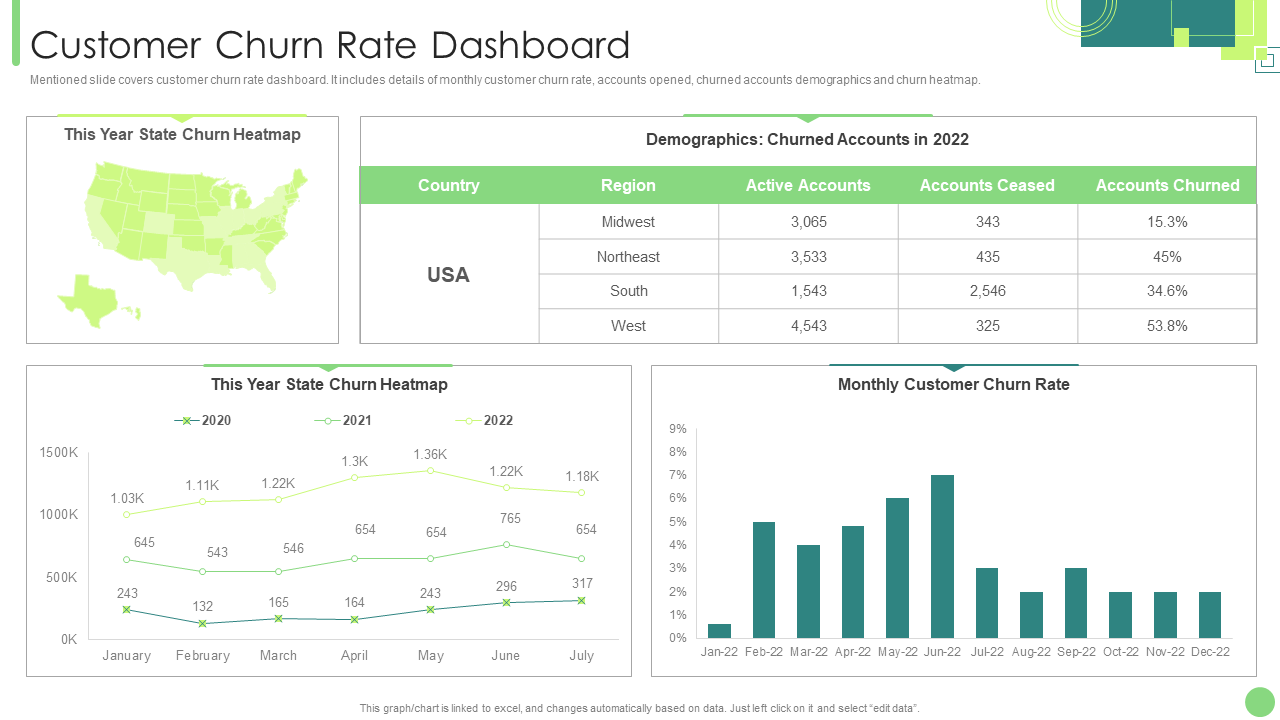 Customer Churn Rate Dashboard
Mentioned slide covers customer churn rate dashboard. It includes details of monthly customer churn rate, accounts opened, churned accounts demographics and churn heatmap.
This Year State Churn Heatmap
Demographics: Churned Accounts in 2022
Country Region Active Accounts Accounts Ceased Accounts Churned
USA
Midwest 3,065 343 15.3%
Northeast 3,533 435 45%
South 1,543 2,546 34.6%
West 4,543 325 53.8%
This Year State Churn Heatmap
2020 2021 2022
1500K
1000K
500K
0K
1.03K 1.11K 1.22K 1.3K 1.36K 1.22K 1.18K
645 543 546 654 654 765 654
243 132 165 164 243 296 317
January February March April May June July
Monthly Customer Churn Rate
9%
8%
7%
6%
5%
4%
3%
2%
1%
0%
Jan-22 Feb-22 Mar-22 Apr-22 May-22 Jun-22 Jul-22 Aug-22 Sep-22 Oct-22 Nov-22 Dec-22
This graph/chart is linked to excel, and changes automatically based on data. Just left click on it and select “edit data”.